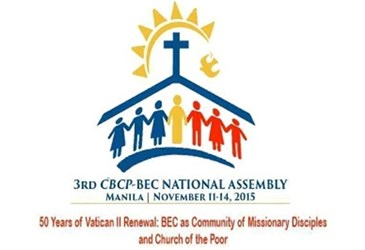 3RD CBCP-BEC NATIONAL ASSEMBLY
MANILA | NOVEMBER 11-14, 2015
50 Years of Vatican II Renewal: BEC as Community of Missionary Disciples
and Church of the Poor